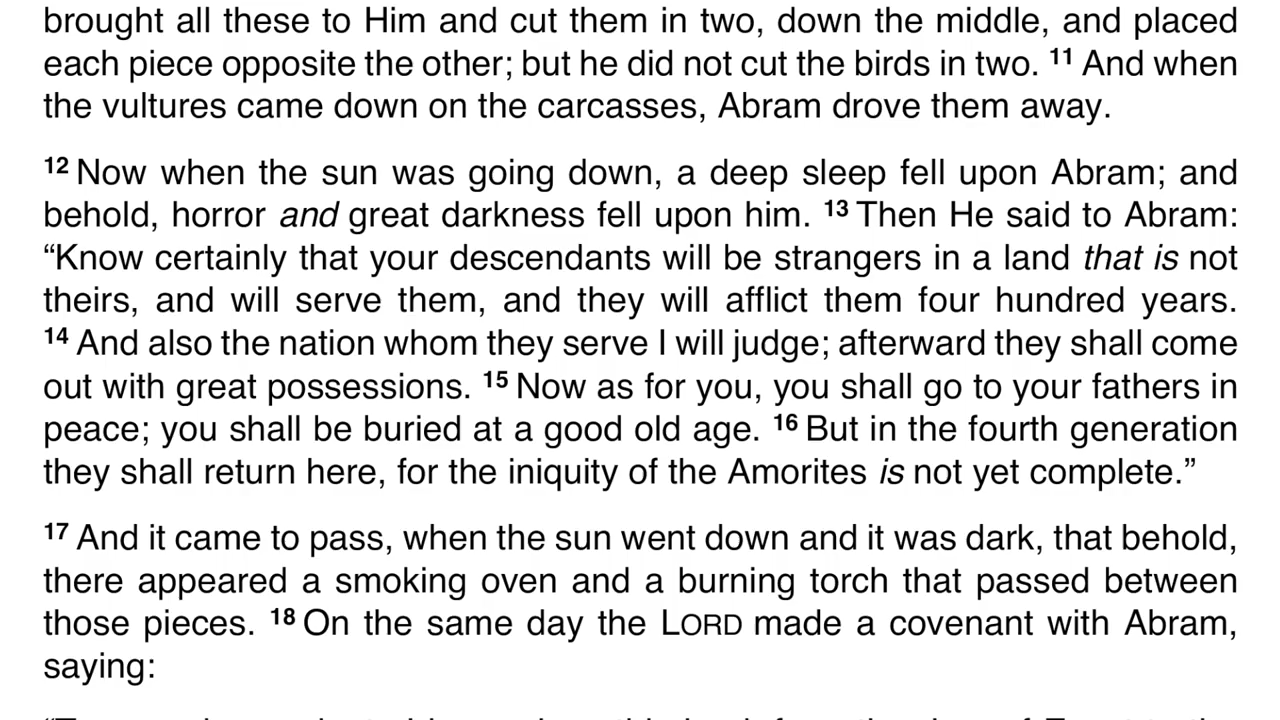 brought all these to Him and cut them in two, down the middle, and placed
each piece opposite the other; but he did not cut the birds in two. 11 And when
the vultures came down on the carcasses, Abram drove them away.
12 Now when the sun was going down, a deep sleep fell upon Abram; and
behold, horror and great darkness fell upon him. 13 Then He said to Abram:
“Know certainly that your descendants will be strangers in a land that is not
theirs, and will serve them, and they will afflict them four hundred years.
14 And also the nation whom they serve I will judge; afterward they shall come
out with great possessions. 15 Now as for you, you shall go to your fathers in
peace; you shall be buried at a good old age. 16 But in the fourth generation
they shall return here, for the iniquity of the Amorites is not yet complete.”
17 And it came to pass, when the sun went down and it was dark, that behold,
there appeared a smoking oven and a burning torch that passed between
those pieces. 18 On the same day the LORD made a covenant with Abram,
saying: